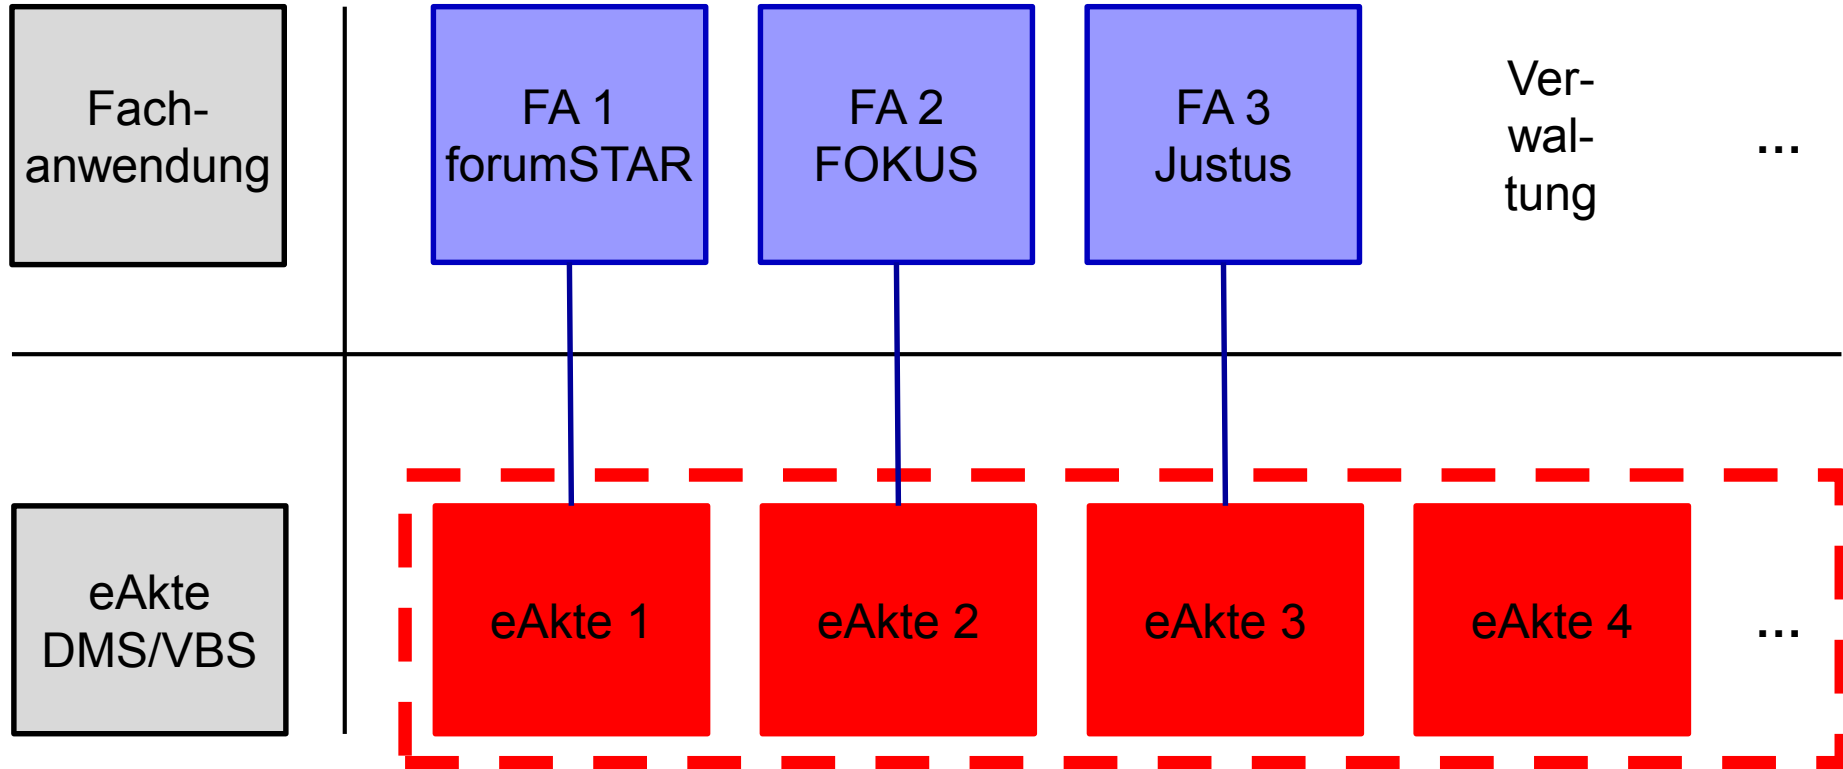 Fach-
anwendung
FA 1
forumSTAR
FA 2
FOKUS
FA 3
Justus
Ver-
wal-
tung
...
eAkte
DMS/VBS
eAkte 1
eAkte 2
eAkte 3
eAkte 4
...